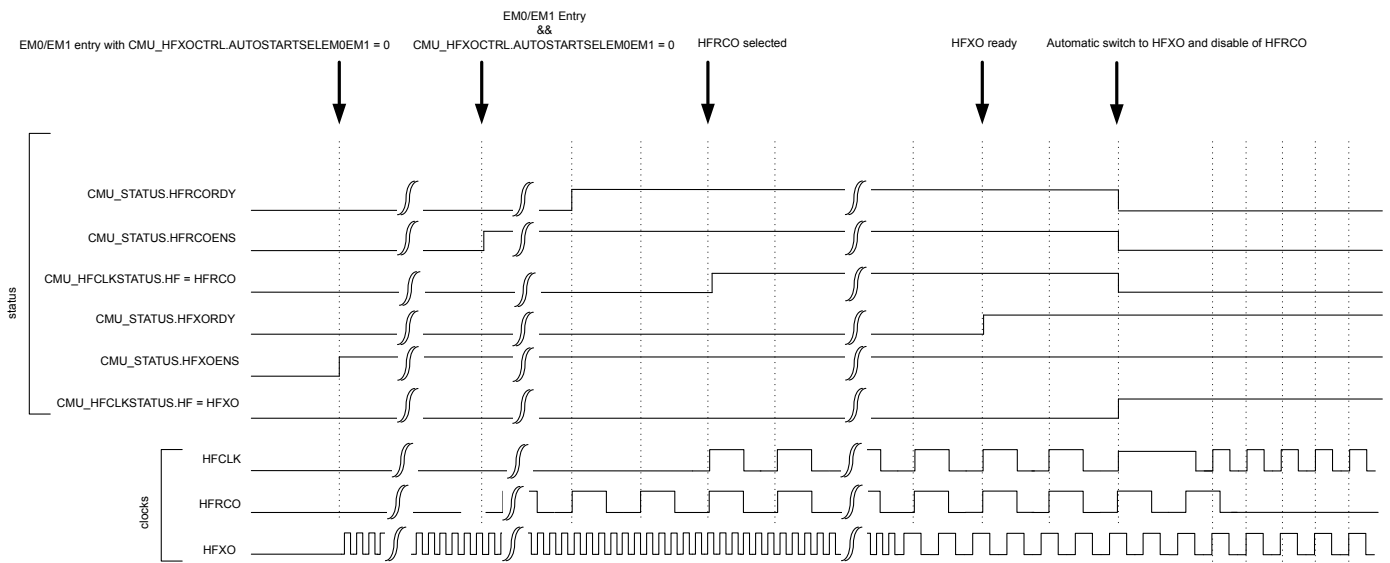 EM0/EM1 Entry
&&
EM0/EM1 entry with CMU_HFXOCTRL.AUTOSTARTSELEM0EM1 = 0
CMU_HFXOCTRL.AUTOSTARTSELEM0EM1 = 0
HFRCO selected
HFXO ready
Automatic switch to HFXO and disable of HFRCO
status
CMU_STATUS.HFRCORDY
CMU_STATUS.HFRCOENS
CMU_HFCLKSTATUS.HF = HFRCO
CMU_STATUS.HFXORDY
CMU_STATUS.HFXOENS
CMU_HFCLKSTATUS.HF = HFXO
clocks
HFCLK
HFRCO
HFXO